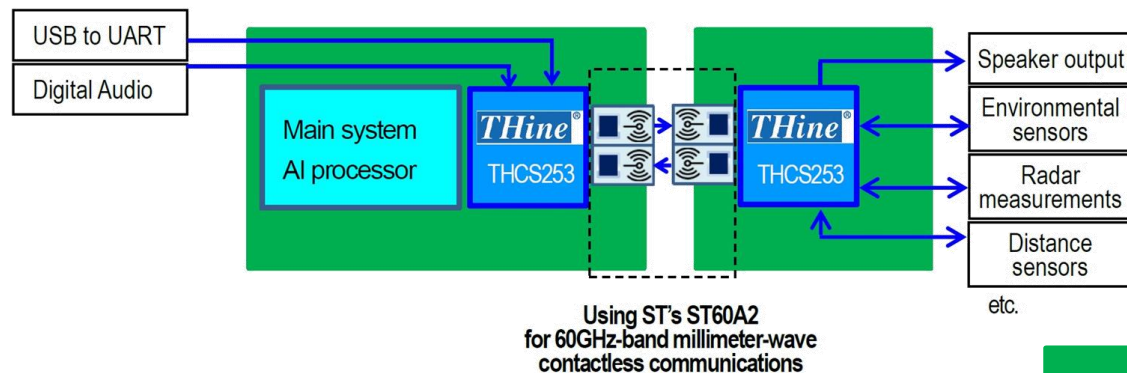 USB to UART
Digital Audio
Main system
AI processor
THine®
THCS253
THine®
THCS253
Speaker output
Environmental
sensors
Radar
measurements
Distance
sensors
etc.
Using ST's ST60A2
for 60GHz-band millimeter-wave
contactless communications